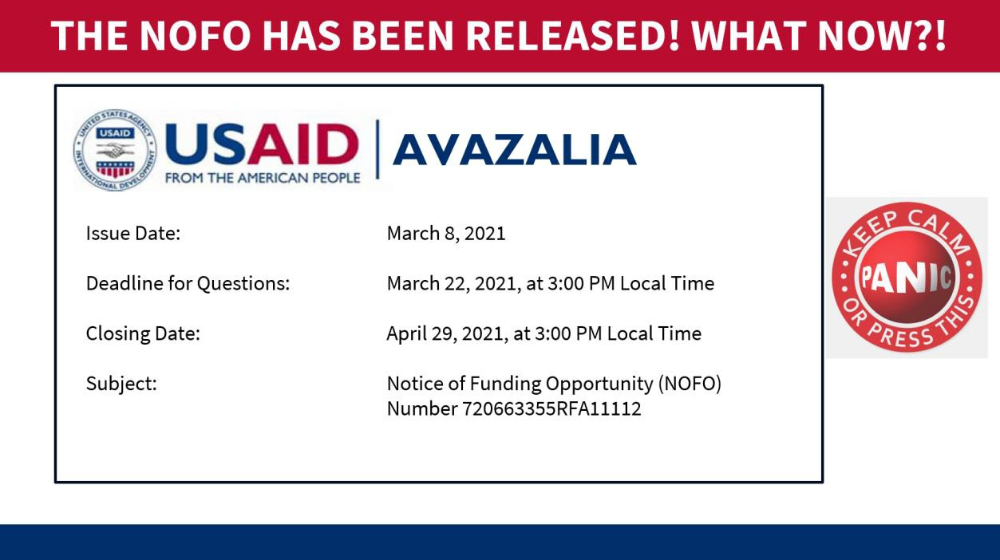 THE NOFO HAS BEEN RELEASED! WHAT NOW?!
UNITED STATES AGENCY
USAID
INTERNATIONAL DEVELOPMENT
USAID
FROM THE AMERICAN PEOPLE
AVAZALIA
Issue Date: March 8, 2021
Deadline for Questions: March 22, 2021, at 3:00 PM Local Time
Closing Date: April 29, 2021, at 3:00 PM Local Time
Subject: Notice of Funding Opportunity (NOFO)
Number 720663355RFA11112
KEEP CALM
PANIC
OR PRESS THIS